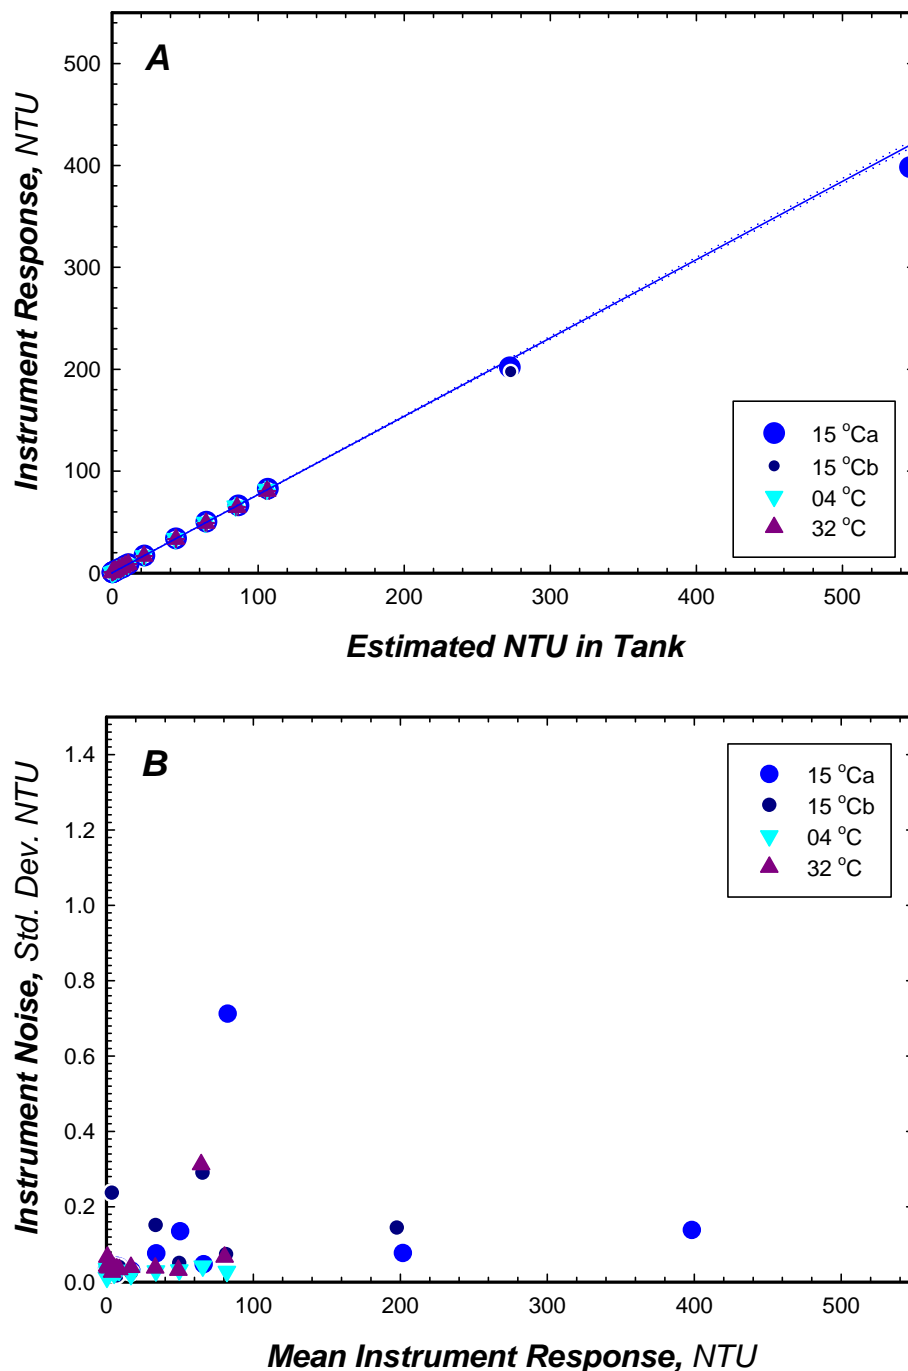 A
500
400
300
200
100
0
Instrument Response, NTU
15 °Ca
15 °Cb
04 °C
32 °C
0 100 200 300 400 500
Estimated NTU in Tank
B
1.4
1.2
1.0
0.8
0.6
0.4
0.2
0.0
Instrument Noise, Std. Dev. NTU
15 °Ca
15 °Cb
04 °C
32 °C
0 100 200 300 400 500
Mean Instrument Response, NTU